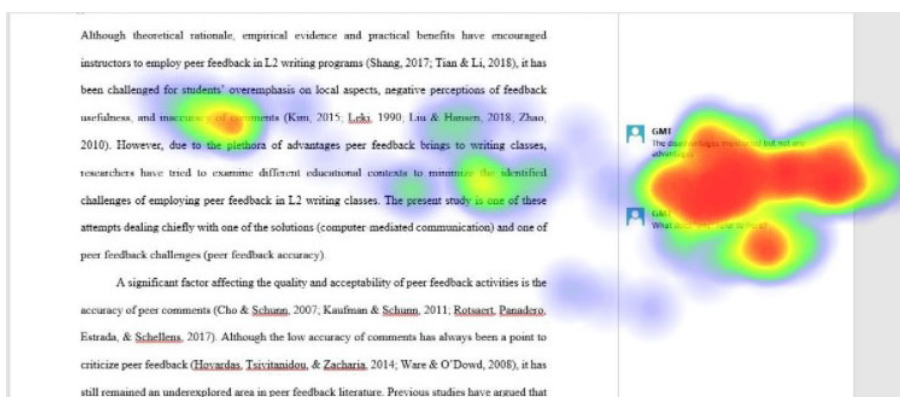 Although theoretical rationale, empirical evidence and practical benefits have encouraged
instructors to employ peer feedback in L2 writing programs (Shang, 2017; Tian & Li, 2018), it has
been challenged for students' overemphasis on local aspects, negative perceptions of feedback
usefulness, and inaccuracy of comments (Kim, 2015; Leki, 1990; Liu & Hansen, 2018; Zhao,
2010). However, due to the plethora of advantages peer feedback brings to writing classes,
researchers have tried to examine different educational contexts to minimize the identified
challenges of employing peer feedback in L2 writing classes. The present study is one of these
attempts dealing chiefly with one of the solutions (computer mediated communication) and one of
peer feedback challenges (peer feedback accuracy).
A significant factor affecting the quality and acceptability of peer feedback activities is the
accuracy of peer comments (Cho & Schunn, 2007; Kaufman & Schunn, 2011; Rotsaert, Panadero,
Estrada, & Schellens, 2017). Although the low accuracy of comments has always been a point to
criticize peer feedback (Hovardas, Tsivitanidou, & Zacharia, 2014; Ware & O'Dowd, 2008), it has
still remained an underexplored area in peer feedback literature. Previous studies have argued that
GMT
The disadvantages mentioned but not any
advantages
GMT
What